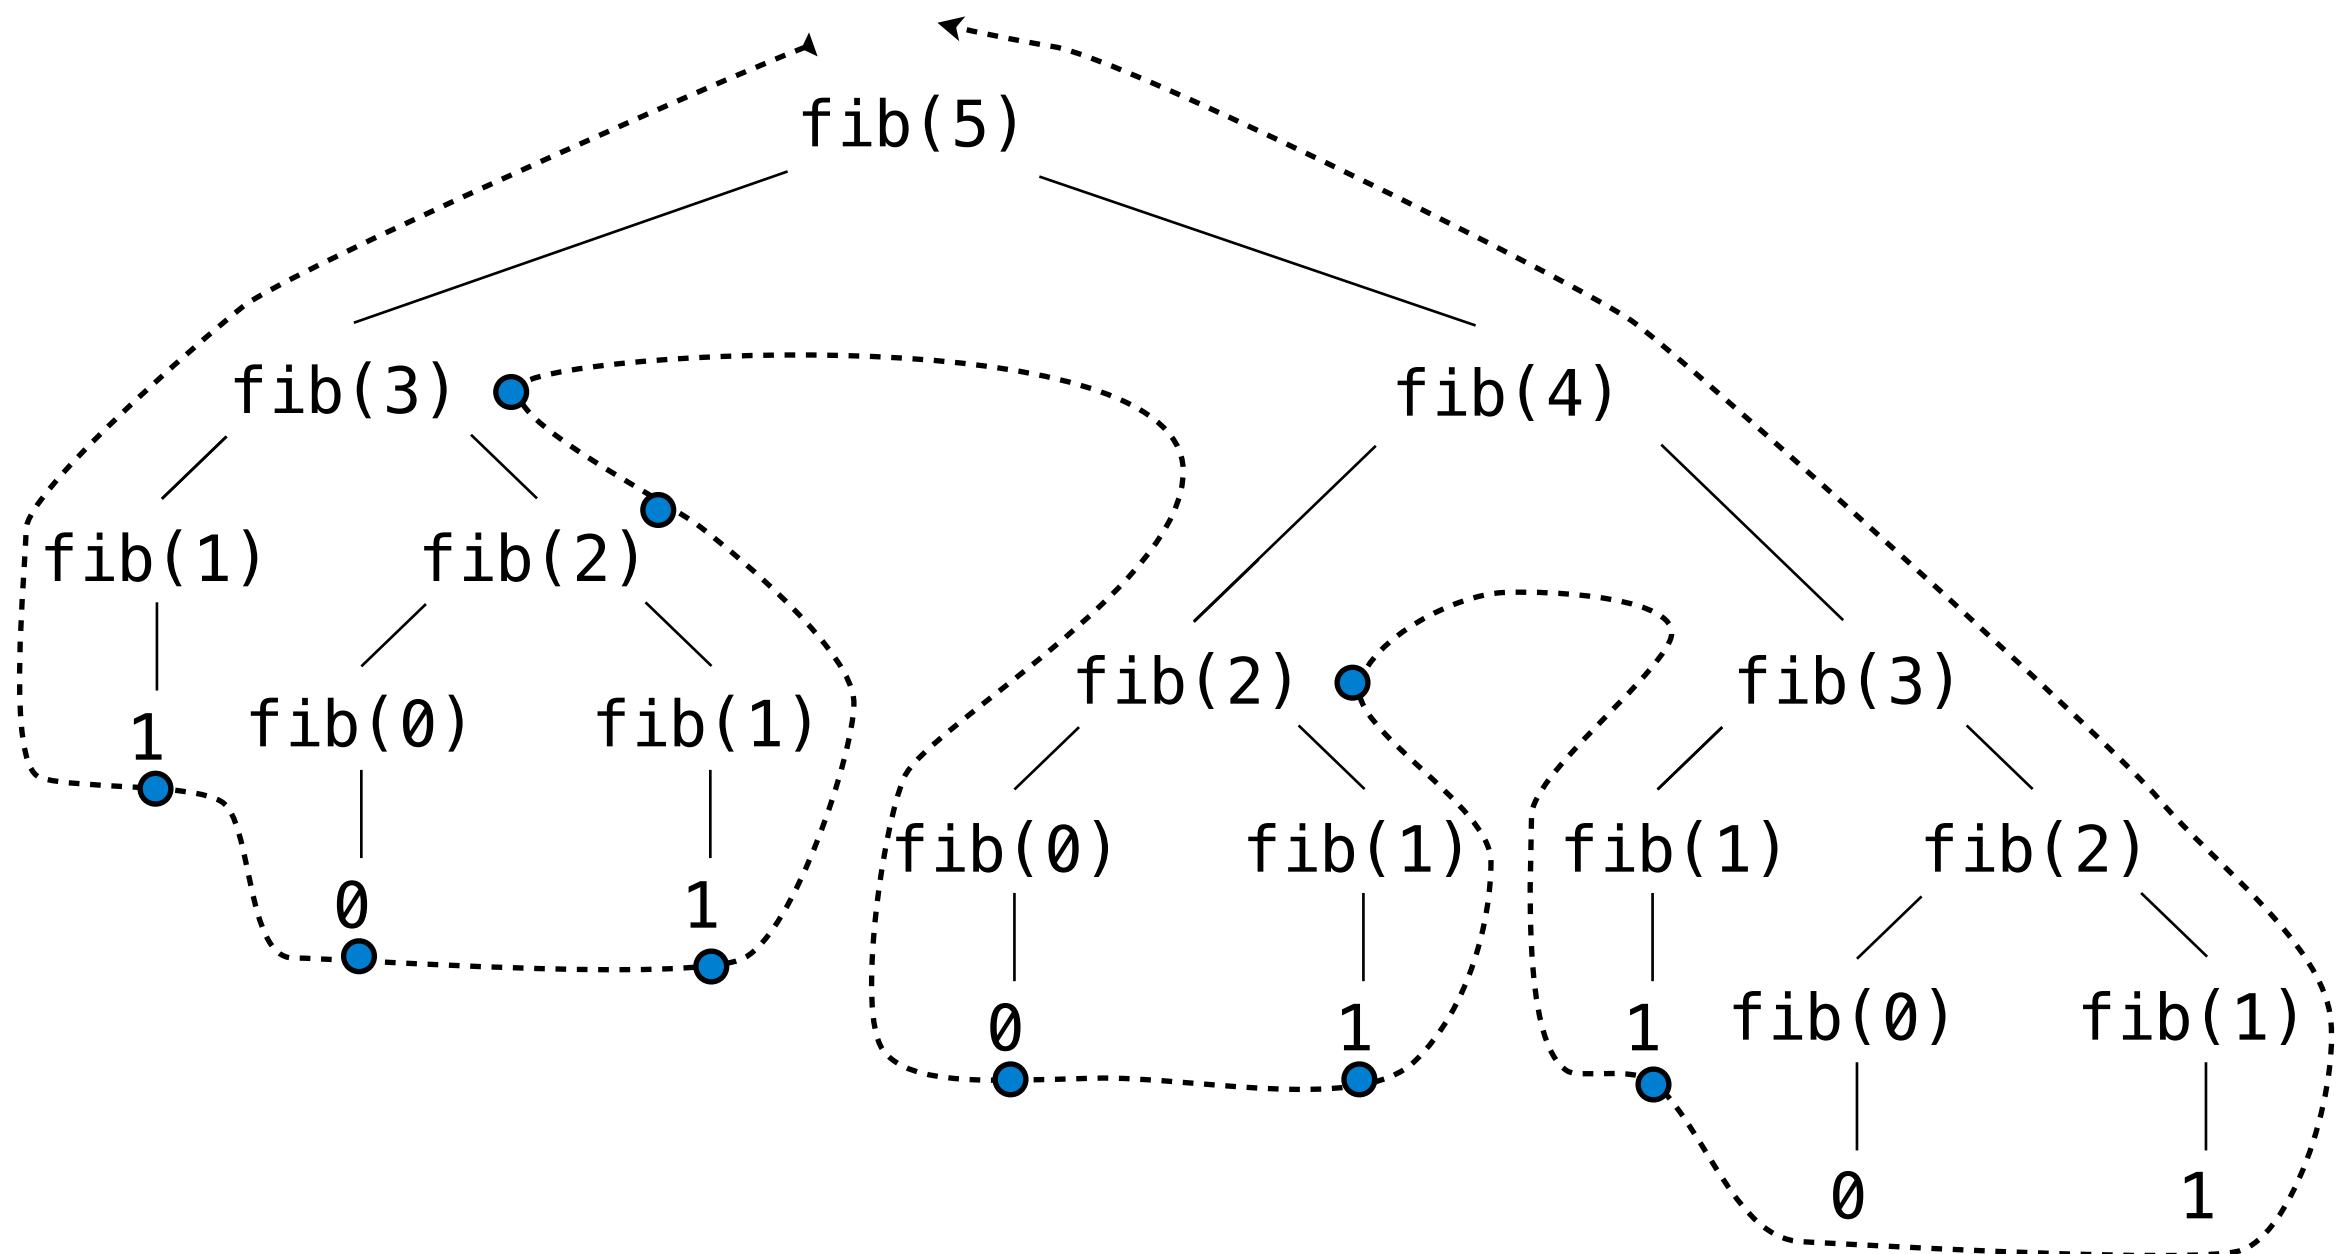 fib(5)
fib(3) fib(4)
fib(1) fib(2)
fib(2) fib(3)
1 fib(0) fib(1)
fib(0) fib(1) fib(1) fib(2)
0 1
0 1 1 fib(0) fib(1)
0 1